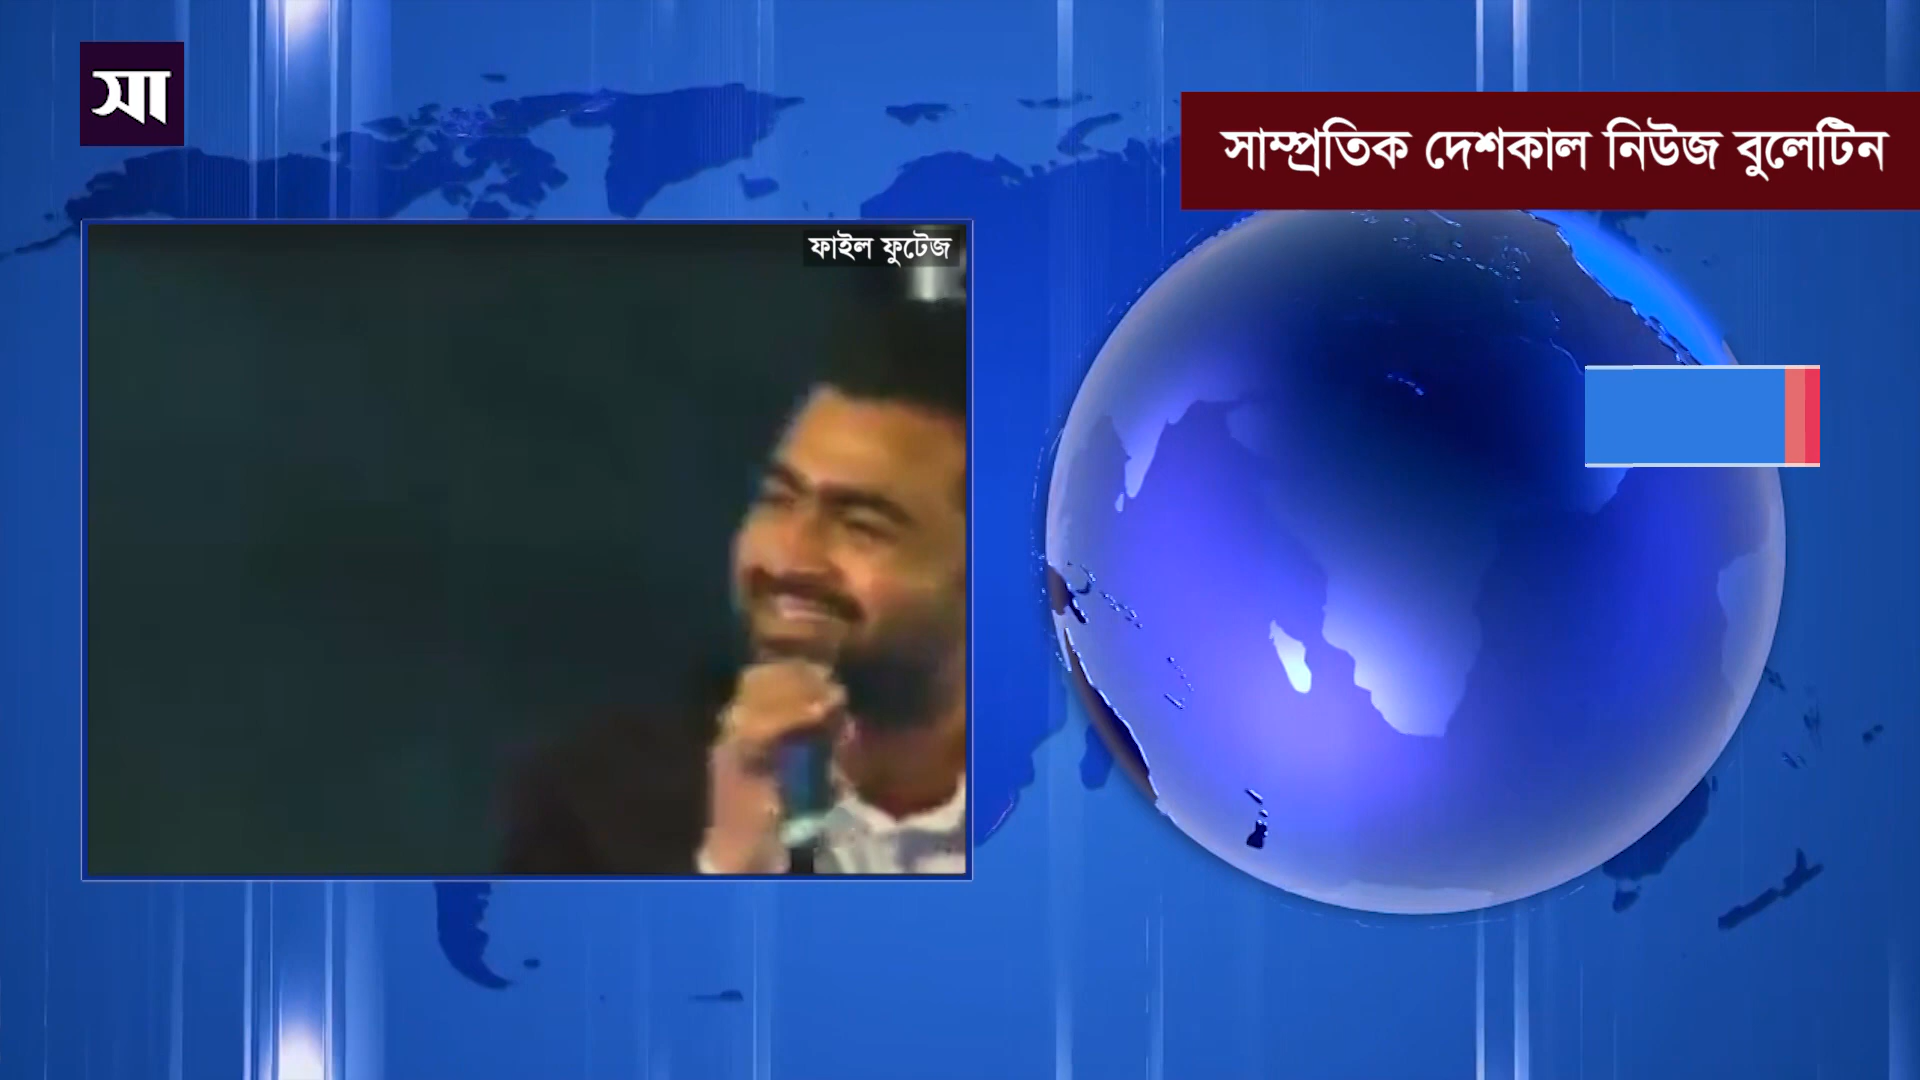 সা
সাম্প্রতিক দেশকাল নিউজ বুলেটিন
ফাইল ফুটেজ